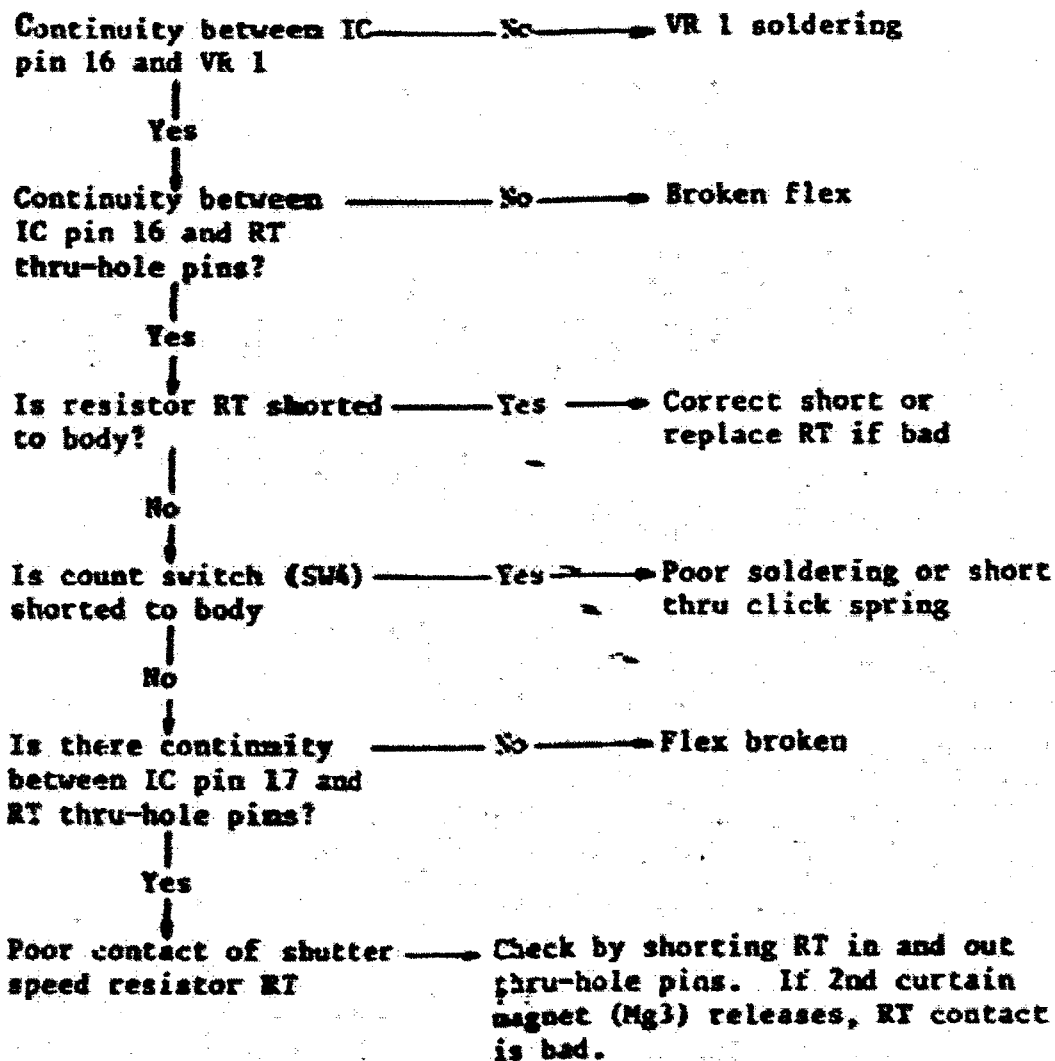 Continuity between IC No VR 1 soldering
pin 16 and VR 1
Yes
Continuity between No Broken flex
IC pin 16 and RT
thru-hole pins?
Yes
Is resistor RT shorted Yes Correct short or
to body? replace RT if bad
No
Is count switch (SW4) Yes Poor soldering or short
shorted to body thru click spring
No
Is there continuity No Flex broken
between IC pin 17 and
RT thru-hole pins?
Yes
Poor contact of shutter Check by shorting RT in and out
speed resistor RT thru-hole pins. If 2nd curtain
magnet (Mg3) releases, RT contact
is bad.